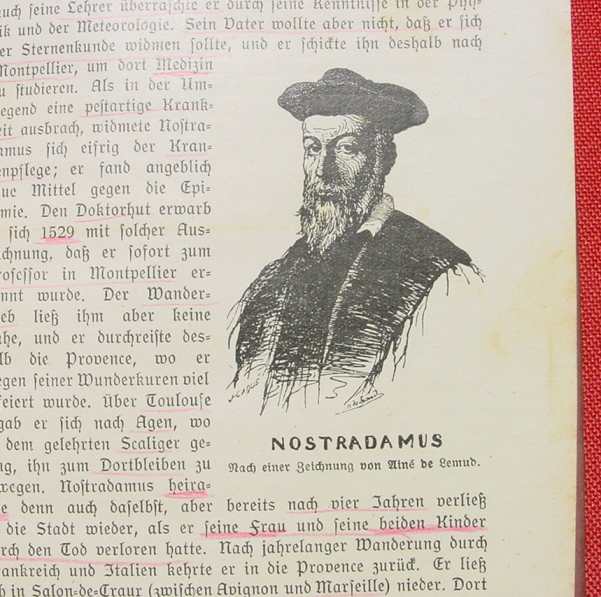 auch seine Lehrer überraschte er durch seine Kenntnisse in der Phy-
ik und der Meteorologie. Sein Vater wollte aber nicht, daß er sich
er Sternenkunde widmen sollte, und er schickte ihn deshalb nach
Montpellier, um dort Medizin
u studieren. Als in der Um-
egend eine pestartige Krank-
eit ausbrach, widmete Nostra-
amus sich eifrig der Kran-
enpflege; er fand angeblich
ue Mittel gegen die Epi-
mie. Den Doktorhut erwarb
sich 1529 mit solcher Aus-
chnung, daß er sofort zum
rofessor in Montpellier er-
nnt wurde. Der Wander-
eb ließ ihm aber keine
uhe, und er durchreiste des-
lb die Provence, wo er
egen seiner Wunderkuren viel
feiert wurde. Über Toulouse
gab er sich nach Agen, wo
dem gelehrten Scaliger ge-
ng, ihn zum Dortbleiben zu
wegen. Nostradamus heira-
e denn auch daselbst, aber bereits nach vier Jahren verließ
die Stadt wieder, als er seine Frau und seine beiden Kinder
rch den Tod verloren hatte. Nach jahrelanger Wanderung durch
ankreich und Italien kehrte er in die Provence zurück. Er ließ
b in Salon-de-Craux (zwischen Avignon und Marseille) nieder. Dort
NOSTRADAMUS
Nach einer Zeichnung von Aimé de Lemud.